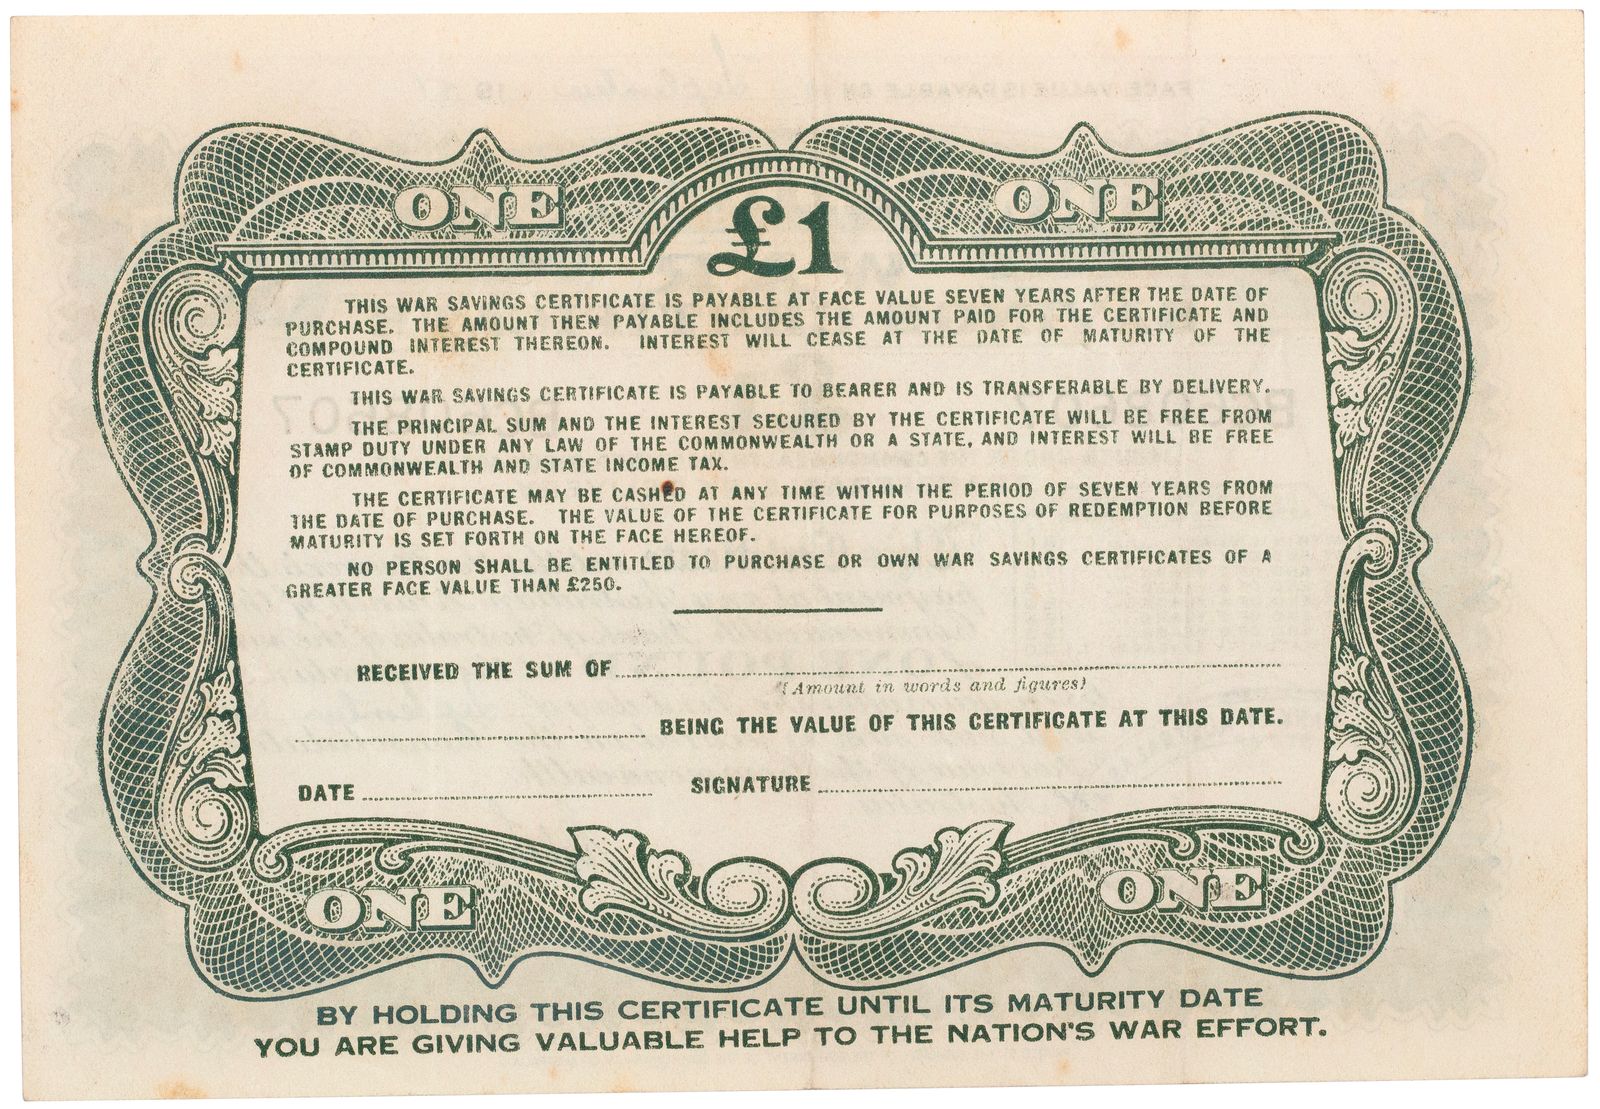 ONE ONE
£1
THIS WAR SAVINGS CERTIFICATE IS PAYABLE AT FACE VALUE SEVEN YEARS AFTER THE DATE OF
PURCHASE. THE AMOUNT THEN PAYABLE INCLUDES THE AMOUNT PAID FOR THE CERTIFICATE AND
COMPOUND INTEREST THEREON. INTEREST WILL CEASE AT THE DATE OF MATURITY OF THE
CERTIFICATE.
THIS WAR SAVINGS CERTIFICATE IS PAYABLE TO BEARER AND IS TRANSFERABLE BY DELIVERY.
THE PRINCIPAL SUM AND THE INTEREST SECURED BY THE CERTIFICATE WILL BE FREE FROM
STAMP DUTY UNDER ANY LAW OF THE COMMONWEALTH OR A STATE, AND INTEREST WILL BE FREE
OF COMMONWEALTH AND STATE INCOME TAX.
THE CERTIFICATE MAY BE CASHED AT ANY TIME WITHIN THE PERIOD OF SEVEN YEARS FROM
THE DATE OF PURCHASE. THE VALUE OF THE CERTIFICATE FOR PURPOSES OF REDEMPTION BEFORE
MATURITY IS SET FORTH ON THE FACE HEREOF.
NO PERSON SHALL BE ENTITLED TO PURCHASE OR OWN WAR SAVINGS CERTIFICATES OF A
GREATER FACE VALUE THAN £250.
RECEIVED THE SUM OF
(Amount in words and figures)
BEING THE VALUE OF THIS CERTIFICATE AT THIS DATE.
DATE SIGNATURE
ONE ONE
BY HOLDING THIS CERTIFICATE UNTIL ITS MATURITY DATE
YOU ARE GIVING VALUABLE HELP TO THE NATION'S WAR EFFORT.